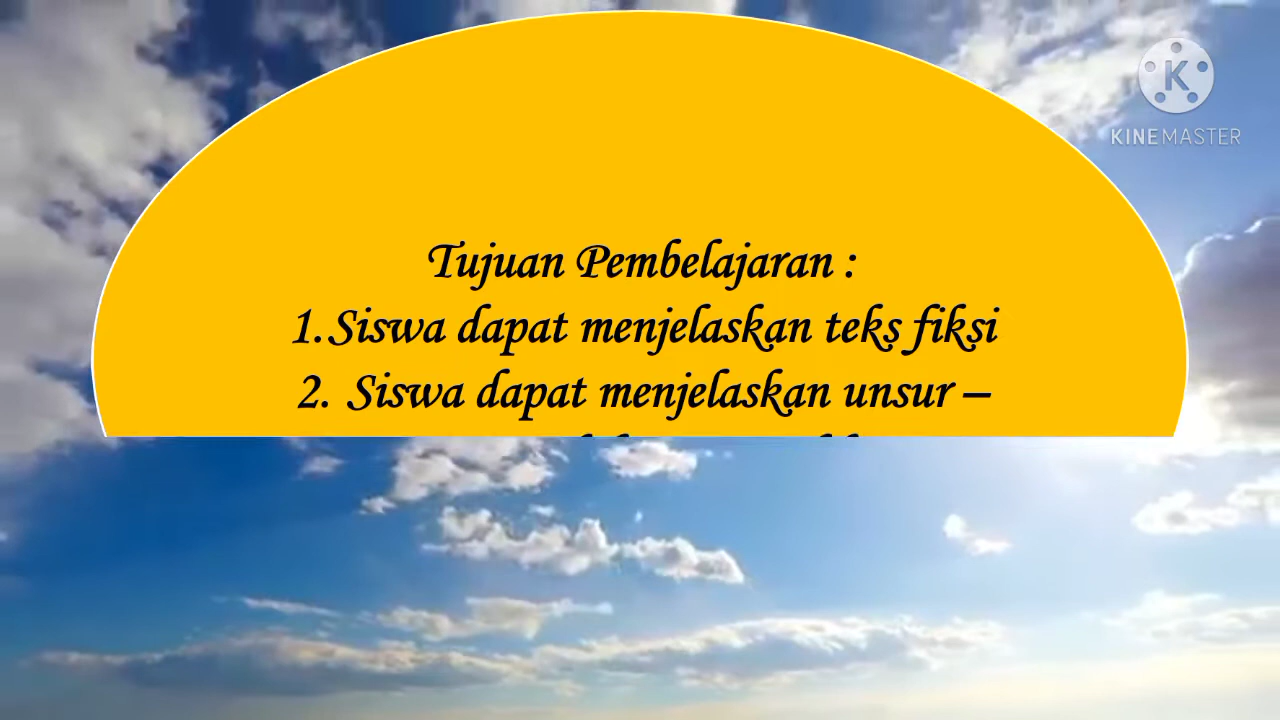 KINEMASTER
Tujuan Pembelajaran :
1.Siswa dapat menjelaskan teks fiksi
2. Siswa dapat menjelaskan unsur –